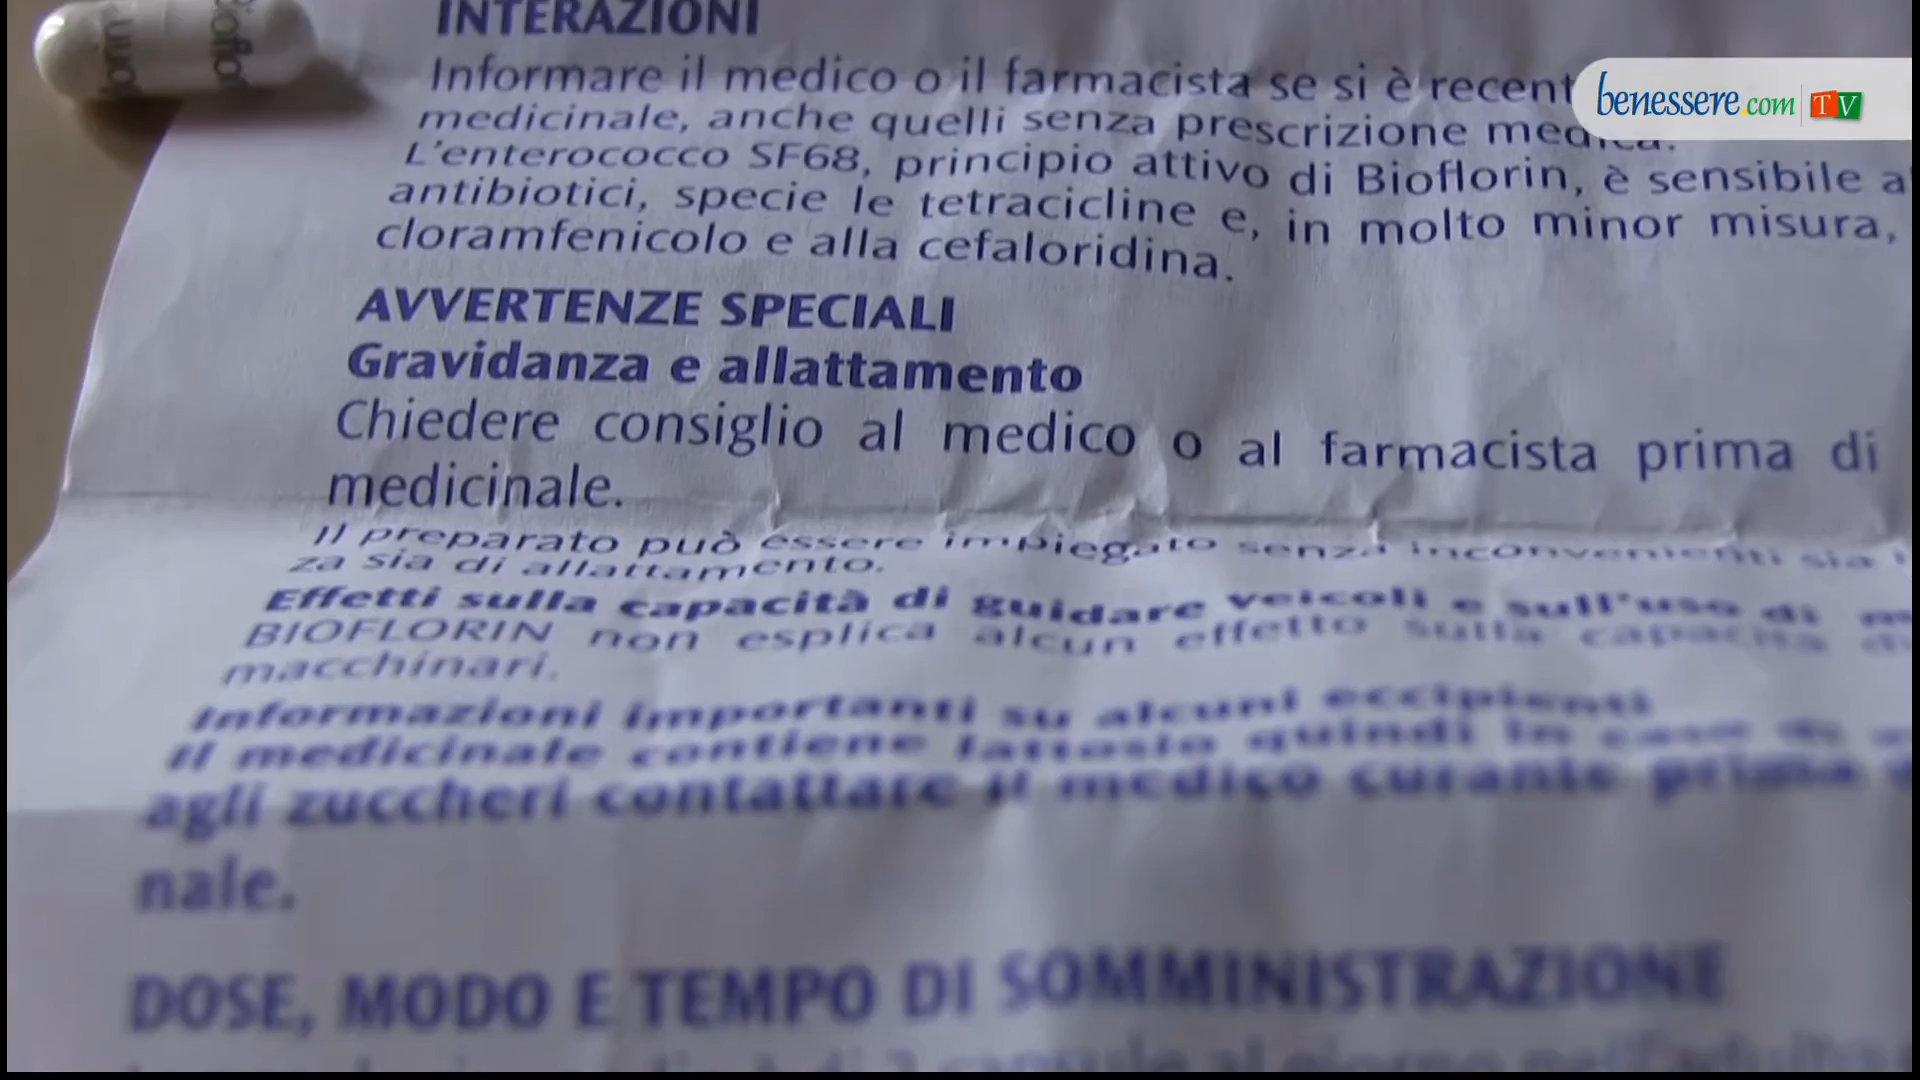 INTERAZIONI
Informare il medico o il farmacista se si è recent
benessere.com TV
medicinale, anche quelli senza prescrizione medica.
L'enterococco SF68, principio attivo di Bioflorin, è sensibile a
antibiotici, specie le tetracicline e, in molto minor misura,
cloramfenicolo e alla cefaloridina.
AVVERTENZE SPECIALI
Gravidanza e allattamento
Chiedere consiglio al medico o al farmacista prima di
medicinale.
Il preparato può essere impiegato senza inconvenienti sia
za sia di allattamento.
Effetti sulla capacità di guidare veicoli e sull'uso di
BIOFLORIN non esplica alcun effetto sulla capacità
macchinari.
Informazioni importanti su alcuni eccipienti
Il medicinale contiene lattosio quindi in caso di
agli zuccheri contattare il medico curante prima
nale.
DOSE, MODO E TEMPO DI SOMMINISTRAZIONE